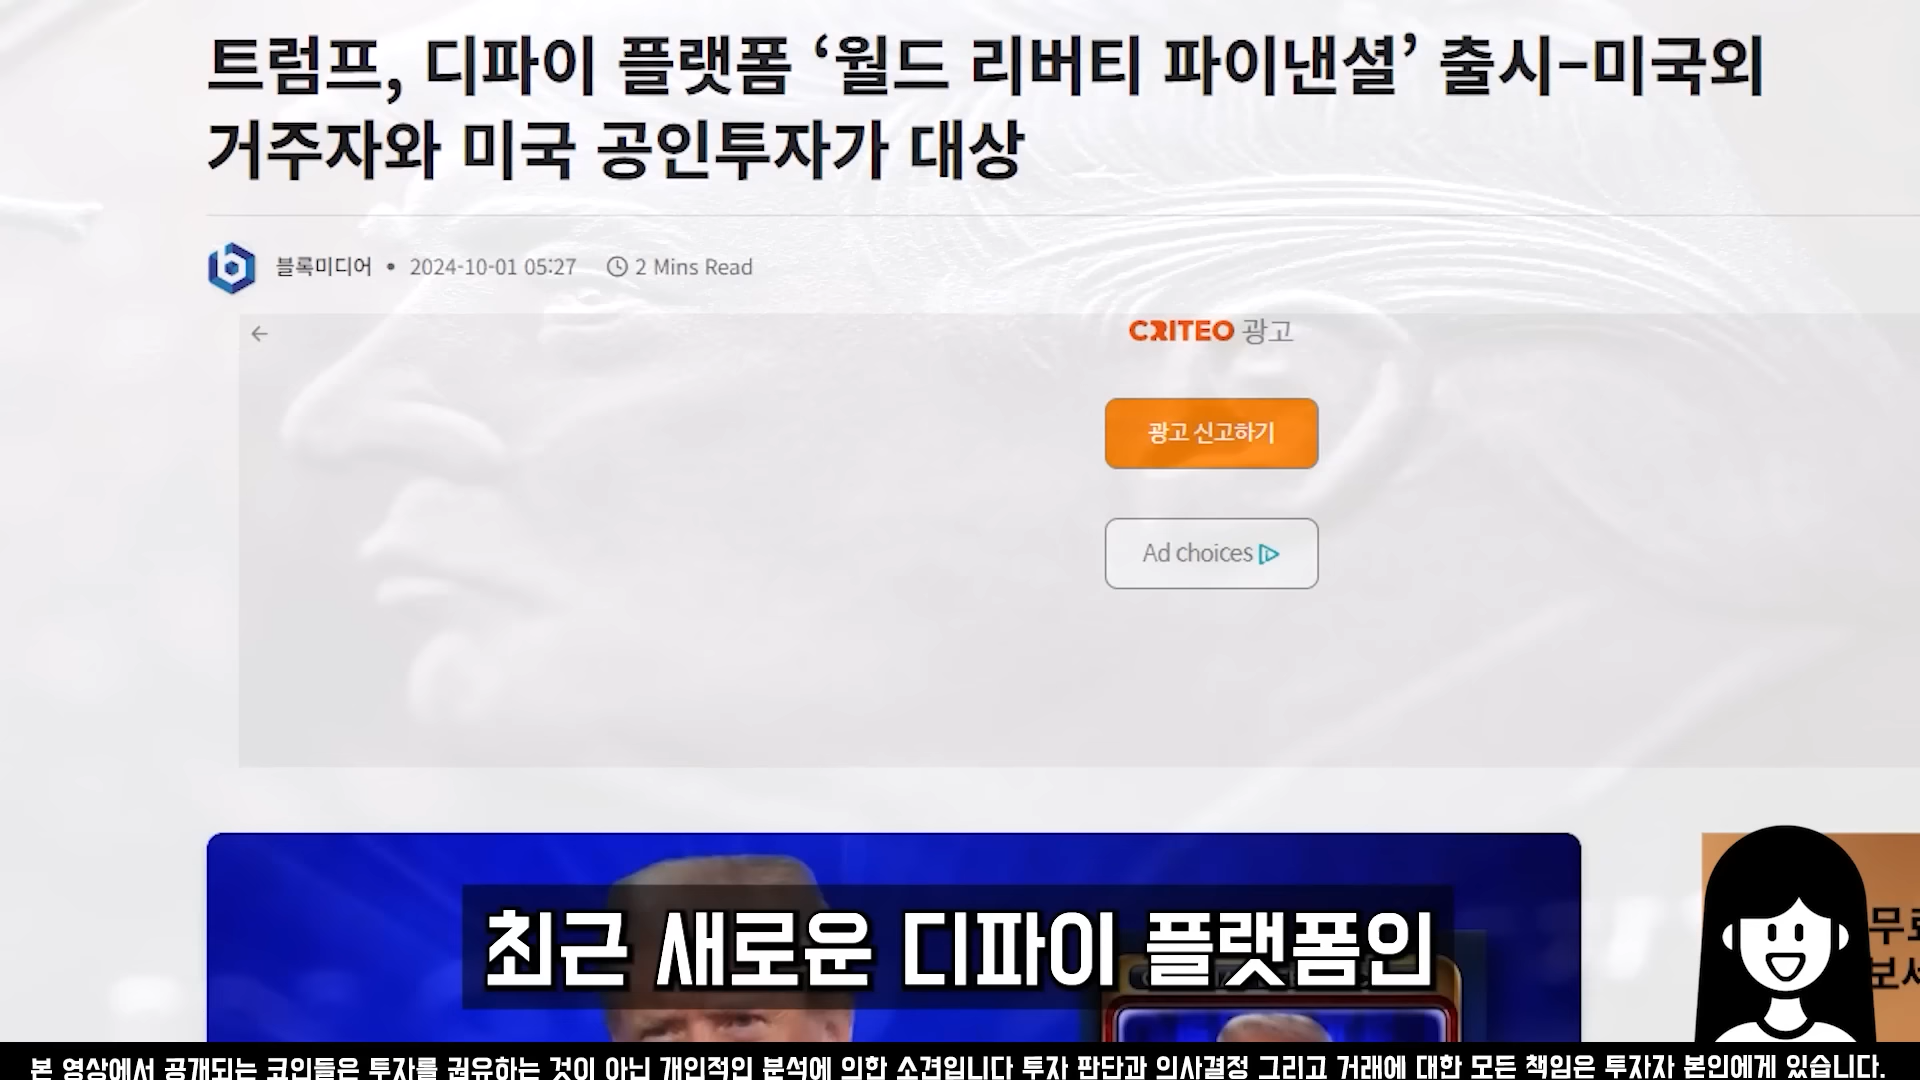 트럼프, 디파이 플랫폼 ‘월드 리버티 파이낸셜’ 출시-미국외
거주자와 미국 공인투자가 대상
블록미디어 • 2024-10-01 05:27 2 Mins Read
CRITEO 광고
광고 신고하기
Ad choices
최근 새로운 디파이 플랫폼인
본 영상에서 공개되는 코인들은 투자를 권유하는 것이 아닌 개인적인 분석에 의한 소견입니다 투자 판단과 의사결정 그리고 거래에 대한 모든 책임은 투자자 본인에게 있습니다.